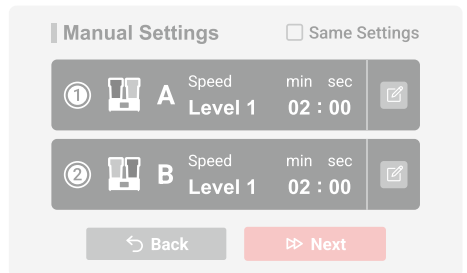 Manual Settings
Same Settings
① A Speed Level 1 min sec 02 : 00
② B Speed Level 1 min sec 02 : 00
Back
Next